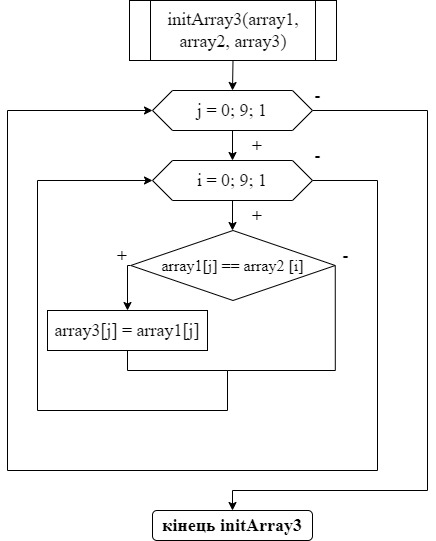 initArray3(array1,
array2, array3)
j = 0; 9; 1
-
+
i = 0; 9; 1
-
+
array1[j] == array2 [i]
+
-
array3[j] = array1[j]
кінець initArray3